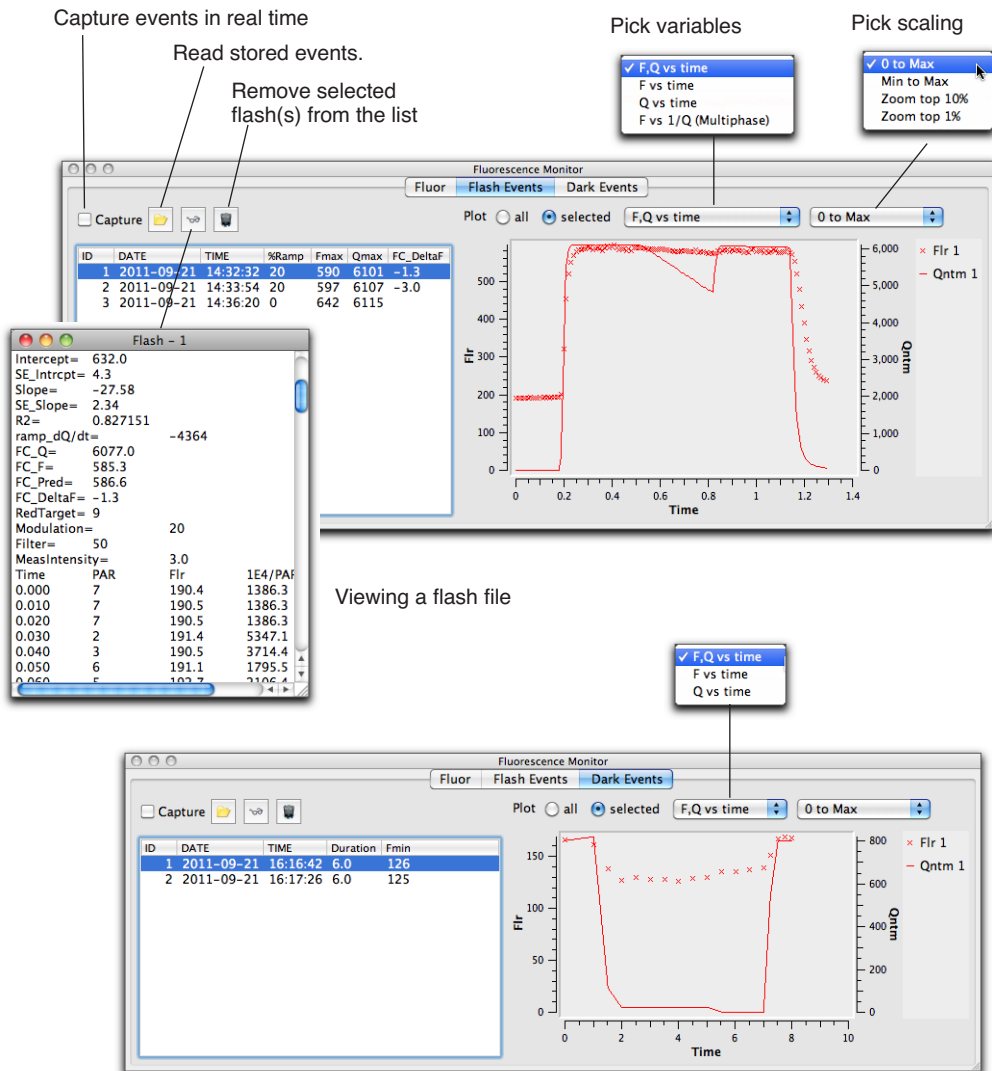 Capture events in real time
Read stored events.
Remove selected
flash(s) from the list
Pick variables
Pick scaling
✓ F,Q vs time
F vs time
Q vs time
F vs 1/Q (Multiphase)
✓ 0 to Max
Min to Max
Zoom top 10%
Zoom top 1%
Fluorescence Monitor
Fluor Flash Events Dark Events
Capture
Plot all selected F,Q vs time 0 to Max
ID DATE TIME %Ramp Fmax Qmax FC_DeltaF
1 2011-09-21 14:32:32 20 590 6101 -1.3
2 2011-09-21 14:33:54 20 597 6107 -3.0
3 2011-09-21 14:36:20 0 642 6115
Flr
500
400
300
200
100
0
0 0.2 0.4 0.6 0.8 1 1.2 1.4
Time
6,000
5,000
4,000
3,000
2,000
1,000
0
Qntm
× Flr 1
– Qntm 1
Flash - 1
Intercept= 632.0
SE_Intrcpt= 4.3
Slope= -27.58
SE_Slope= 2.34
R2= 0.827151
ramp_dQ/dt= -4364
FC_Q= 6077.0
FC_F= 585.3
FC_Pred= 586.6
FC_DeltaF= -1.3
RedTarget= 9
Modulation= 20
Filter= 50
MeasIntensity= 3.0
Time PAR Flr 1E4/PAF
0.000 7 190.4 1386.3
0.010 7 190.5 1386.3
0.020 7 190.5 1386.3
0.030 2 191.4 5347.1
0.040 3 190.5 3714.4
0.050 6 191.1 1795.5
Viewing a flash file
✓ F,Q vs time
F vs time
Q vs time
Fluorescence Monitor
Fluor Flash Events Dark Events
Capture
Plot all selected F,Q vs time 0 to Max
ID DATE TIME Duration Fmin
1 2011-09-21 16:16:42 6.0 126
2 2011-09-21 16:17:26 6.0 125
Flr
150
100
50
0
0 2 4 6 8 10
Time
800
600
400
200
0
Qntm
× Flr 1
– Qntm 1